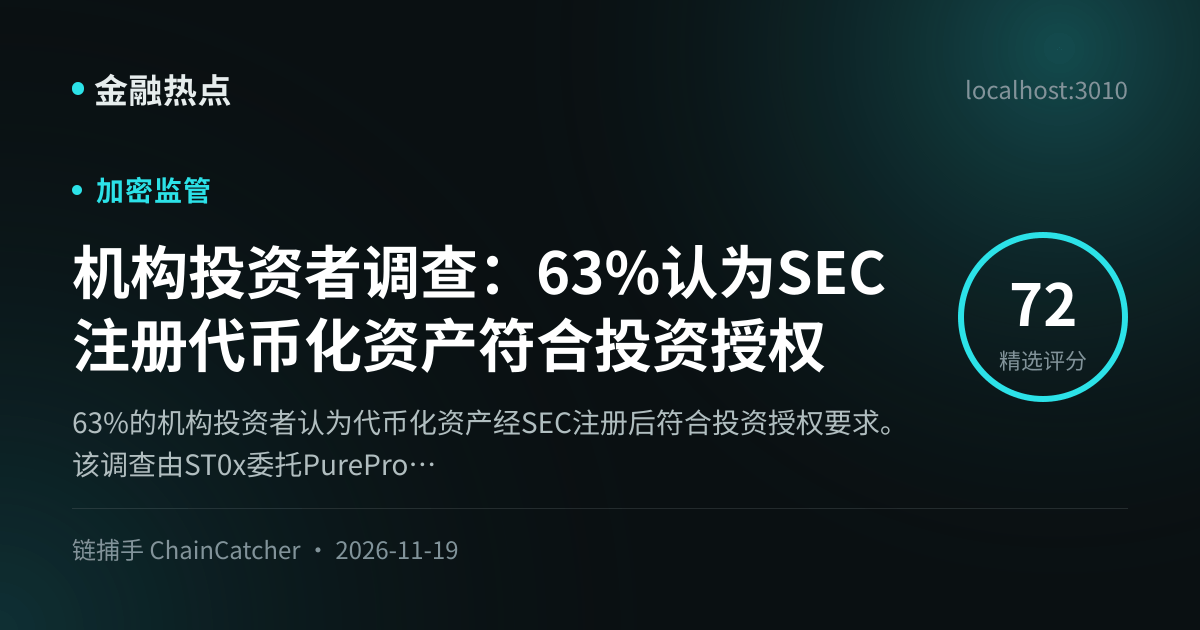 金融热点
localhost:3010
加密监管
机构投资者调查：63%认为SEC
注册代币化资产符合投资授权
72
精选评分
63%的机构投资者认为代币化资产经SEC注册后符合投资授权要求。
该调查由ST0x委托PurePro…
链捕手 ChainCatcher · 2026-11-19